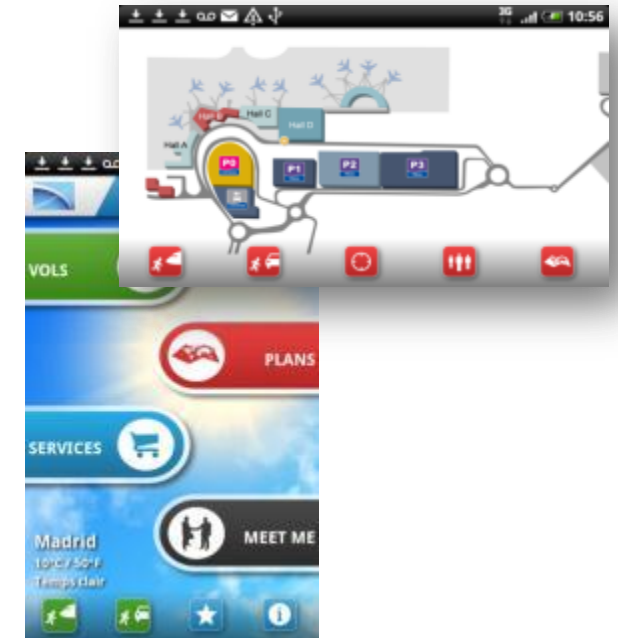 3G
10:56
Hall A
Hall B
Hall C
Hall D
P0
P1
P2
P3
VOLS
PLANS
SERVICES
MEET ME
Madrid
10°C / 50°F
Temps clair